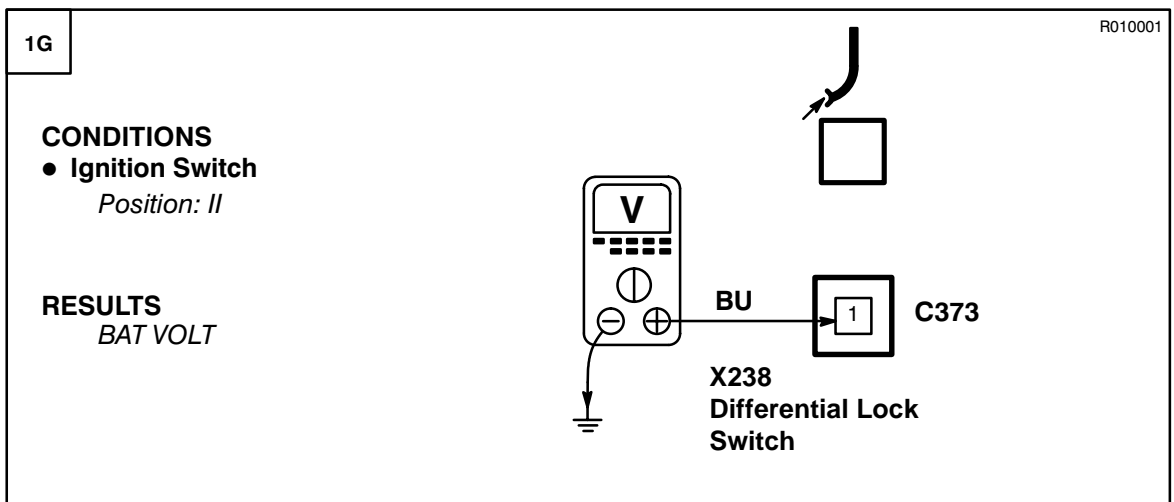 1G
R010001
CONDITIONS
● Ignition Switch
Position: II
RESULTS
BAT VOLT
V
BU
1
C373
X238
Differential Lock
Switch